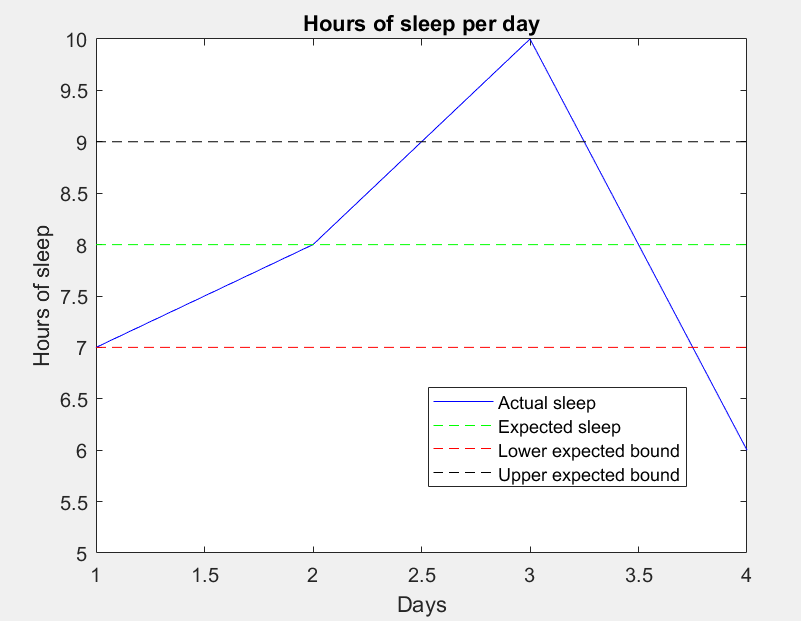 Hours of sleep per day
10
9.5
9
8.5
8
7.5
7
6.5
6
5.5
5
Hours of sleep
Actual sleep
Expected sleep
Lower expected bound
Upper expected bound
1 1.5 2 2.5 3 3.5 4
Days